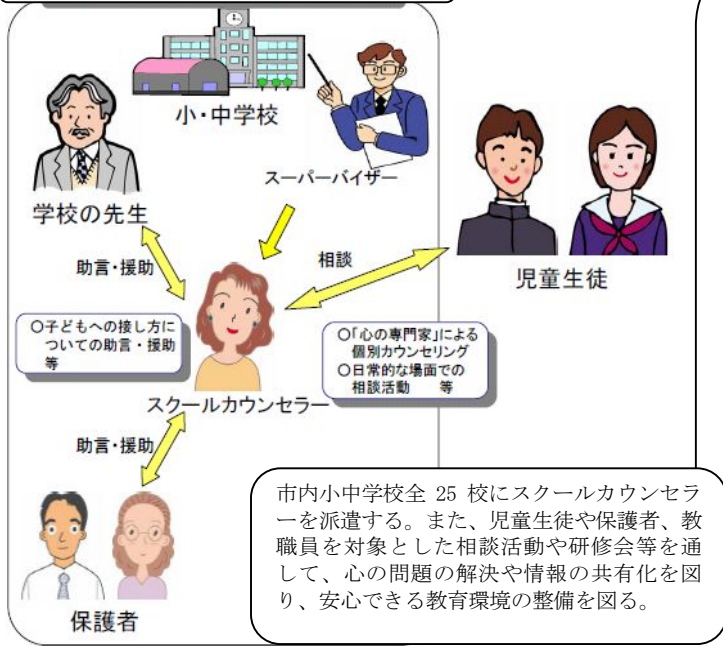 小・中学校
スーパーバイザー
学校の先生
児童生徒
助言・援助
相談
○子どもへの接し方に
ついての助言・援助
等
○「心の専門家」による
個別カウンセリング
○日常的な場面での
相談活動 等
スクールカウンセラー
助言・援助
保護者
市内小中学校全 25 校にスクールカウンセラ
ーを派遣する。また、児童生徒や保護者、教
職員を対象とした相談活動や研修会等を通
して、心の問題の解決や情報の共有化を図
り、安心できる教育環境の整備を図る。